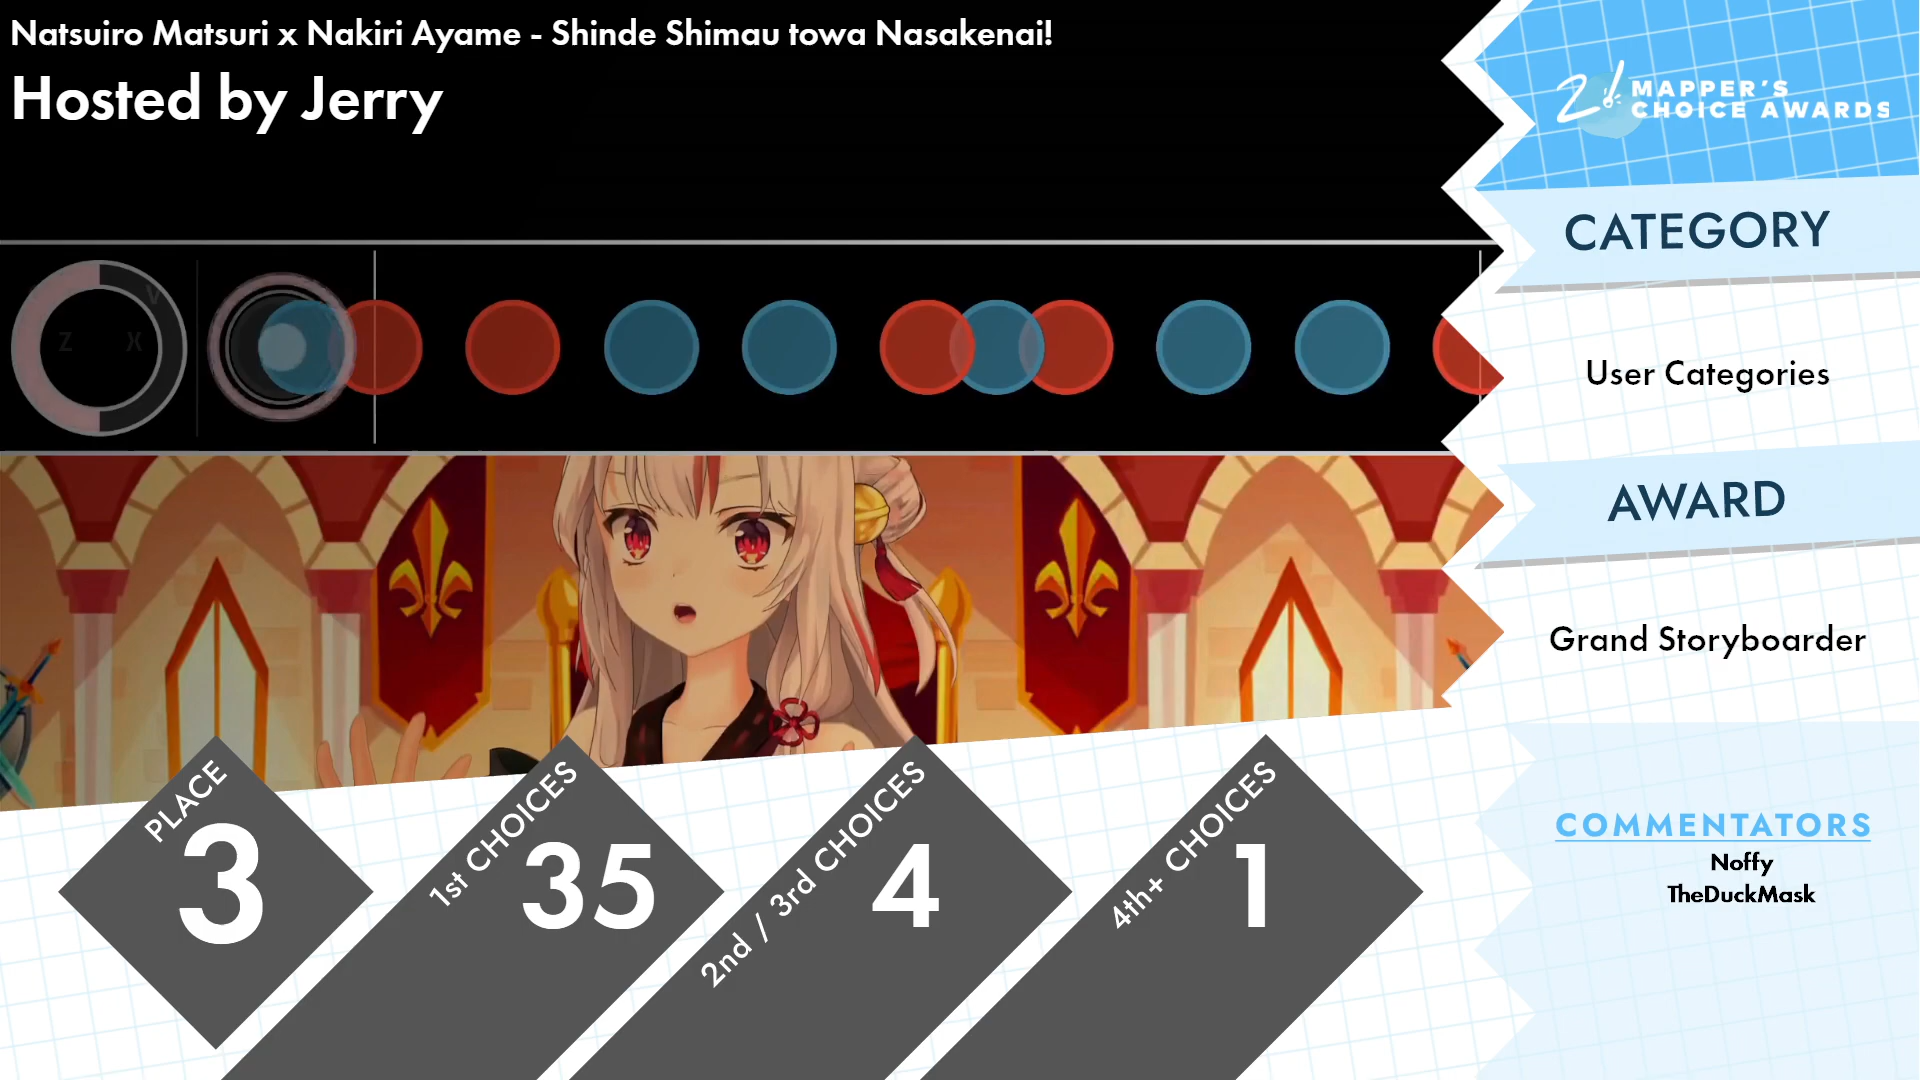 Natsuiro Matsuri x Nakiri Ayame - Shinde Shimau towa Nasakenai!
Hosted by Jerry
MAPPER'S
CHOICE AWARDS
CATEGORY
User Categories
AWARD
Grand Storyboarder
Z
X
V
PLACE
3
1st CHOICES
35
2nd / 3rd CHOICES
4
4th+ CHOICES
1
COMMENTATORS
Noffy
TheDuckMask